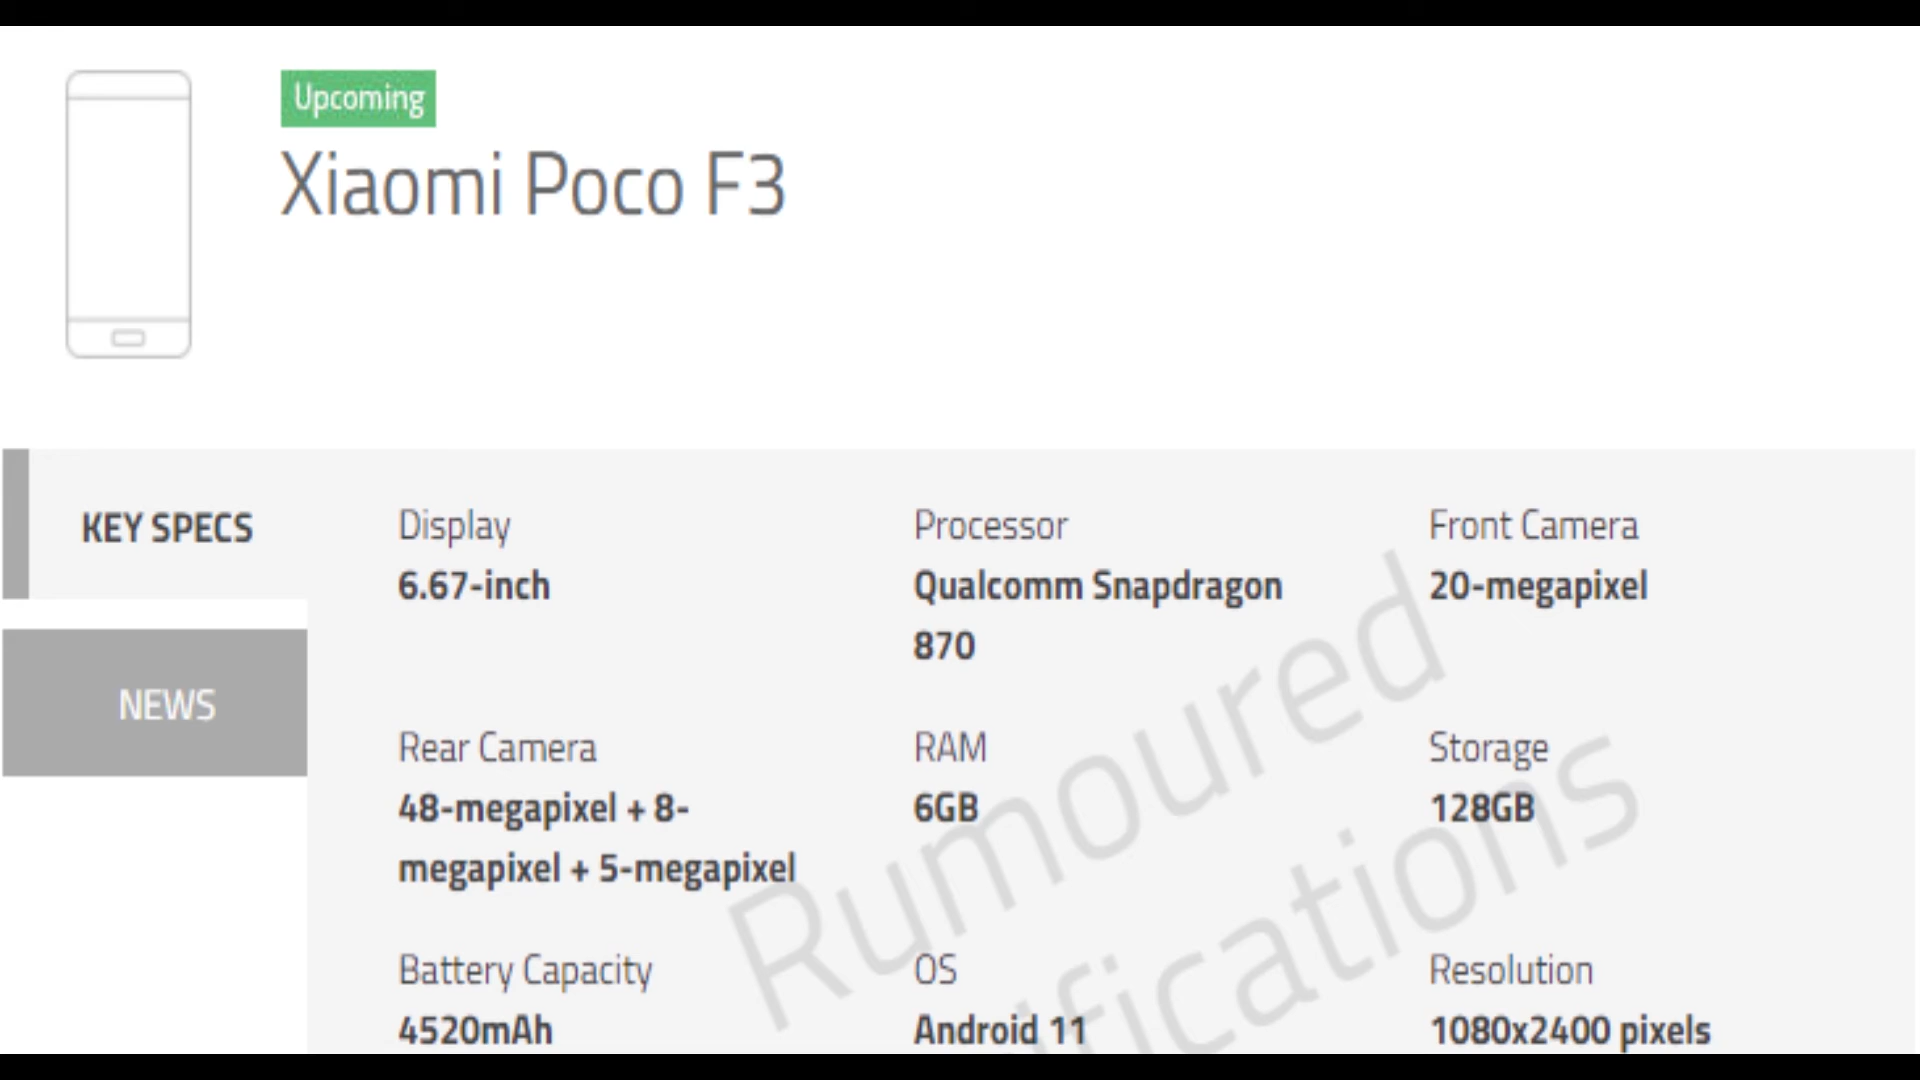 Upcoming
Xiaomi Poco F3
KEY SPECS
NEWS
Display
6.67-inch
Processor
Qualcomm Snapdragon
870
Front Camera
20-megapixel
Rear Camera
48-megapixel + 8-
megapixel + 5-megapixel
RAM
6GB
Storage
128GB
Battery Capacity
4520mAh
OS
Android 11
Resolution
1080x2400 pixels
Rumoured
ifications